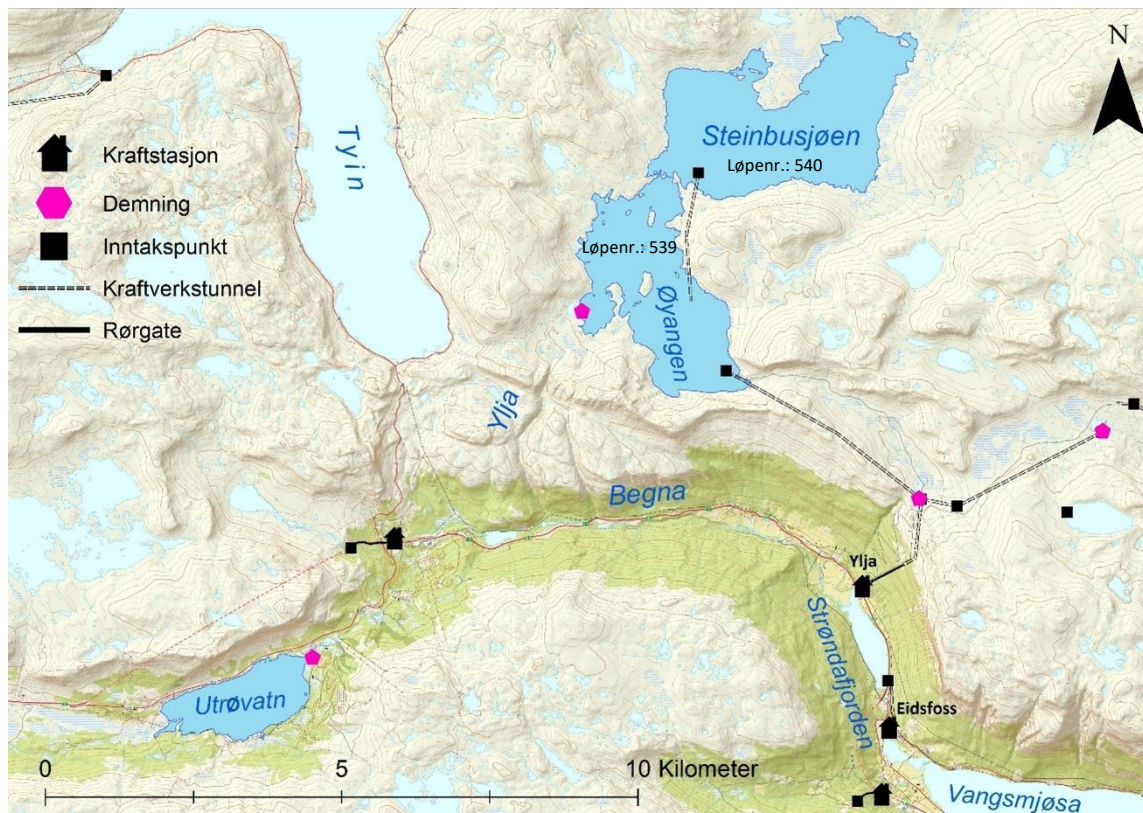 N
Steinbusjøen
Løpenr.: 540
Tyin
Kraftstasjon
Demning
Inntakspunkt
Kraftverkstunnel
Rørgate
Løpenr.: 539
Øyangen
Ylja
Begna
Ylja
Strøndafjorden
Utrøvatn
Eidsfoss
Vangsmjøsa
0 5 10 Kilometer